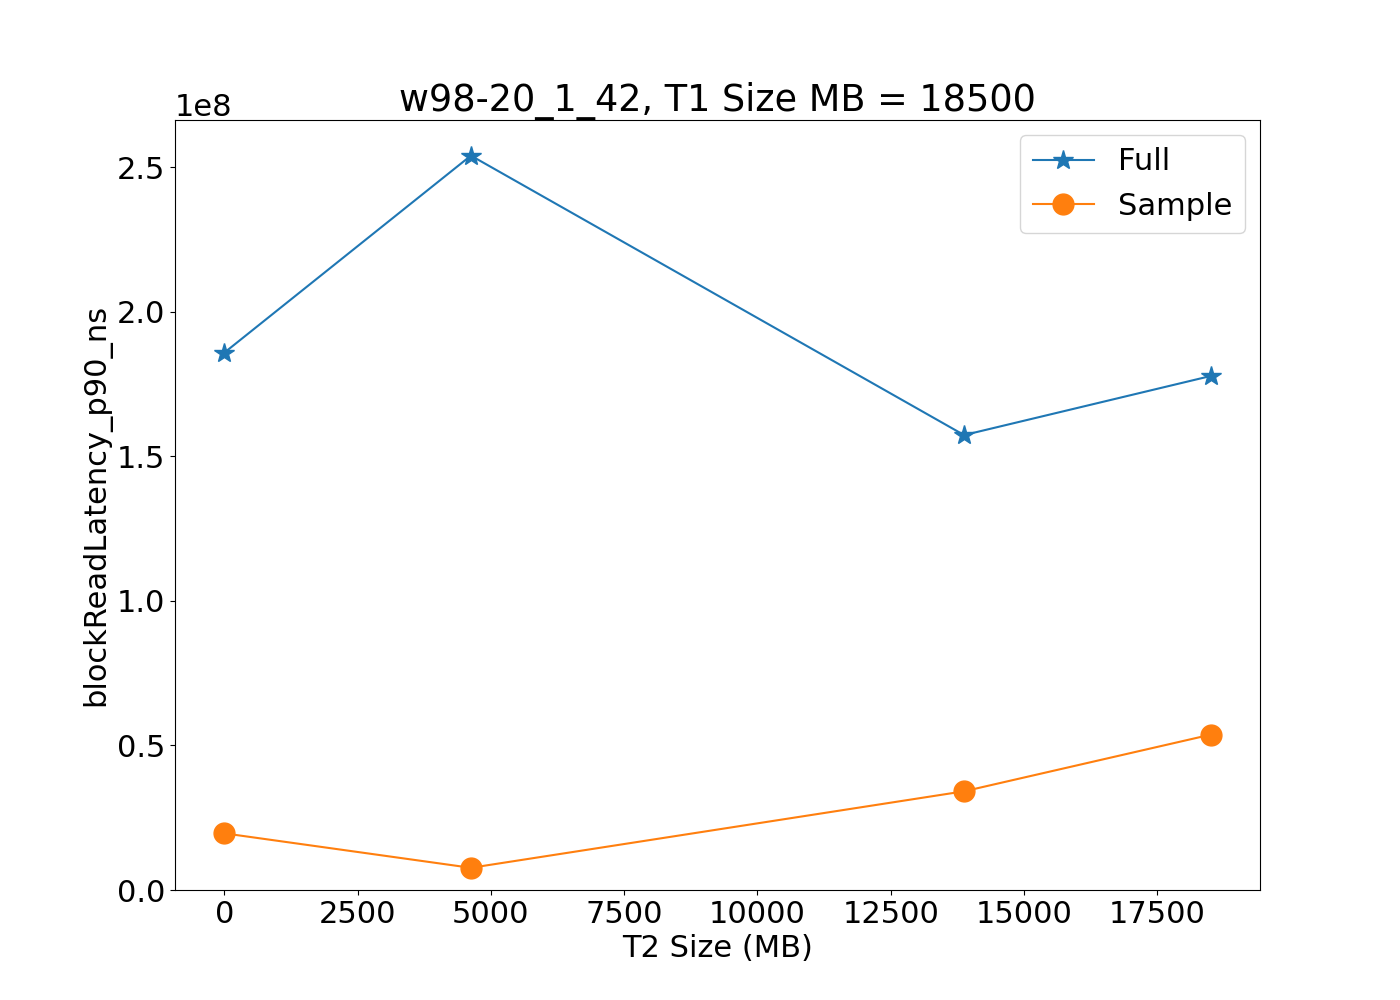 w98-20_1_42, T1 Size MB = 18500
1e8
Full
Sample
blockReadLatency_p90_ns
2.5
2.0
1.5
1.0
0.5
0.0
0 2500 5000 7500 10000 12500 15000 17500
T2 Size (MB)